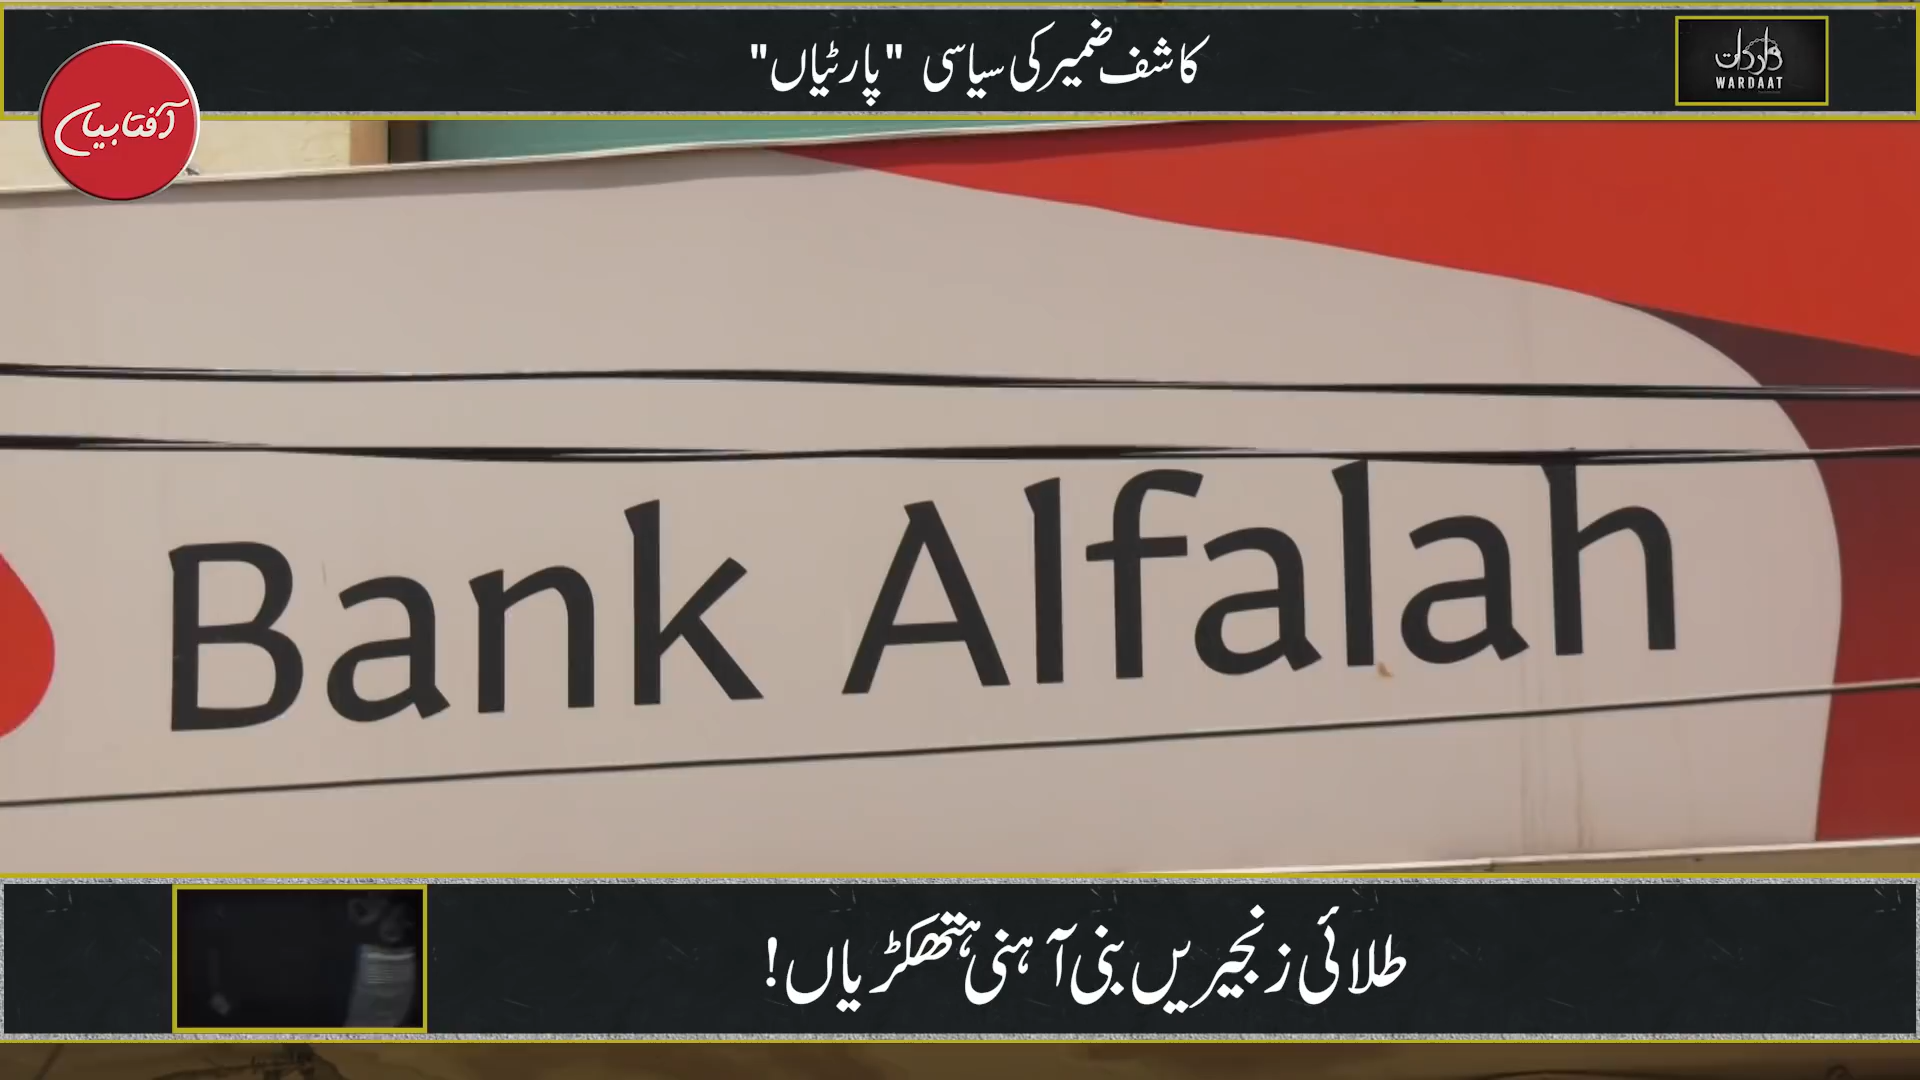 کاشف ضمیر کی سیاسی "پارٹیاں"
واردات
WARDAAT
آفتابیاں
Bank Alfalah
طلائی زنجیریں بنی آہنی ہتھکڑیاں!